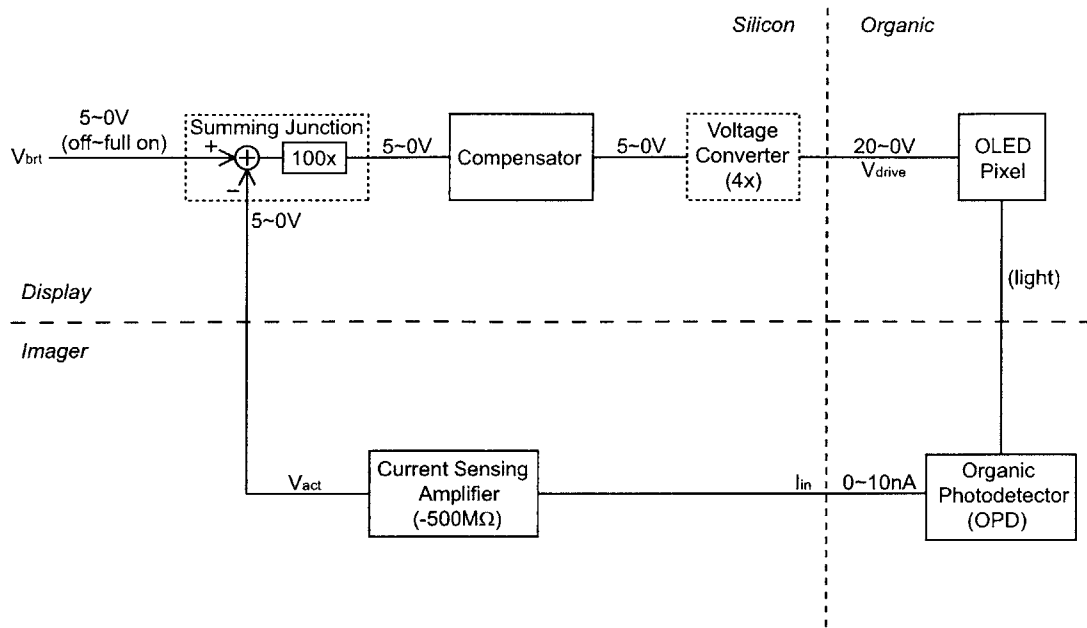 Silicon
Organic
5~0V
(off~full on)
Vbrt
Summing Junction
+
+
−
100x
5~0V
5~0V
Compensator
5~0V
Voltage
Converter
(4x)
20~0V
Vdrive
OLED
Pixel
(light)
Display
Imager
Vact
Current Sensing
Amplifier
(-500MΩ)
Iin
0~10nA
Organic
Photodetector
(OPD)